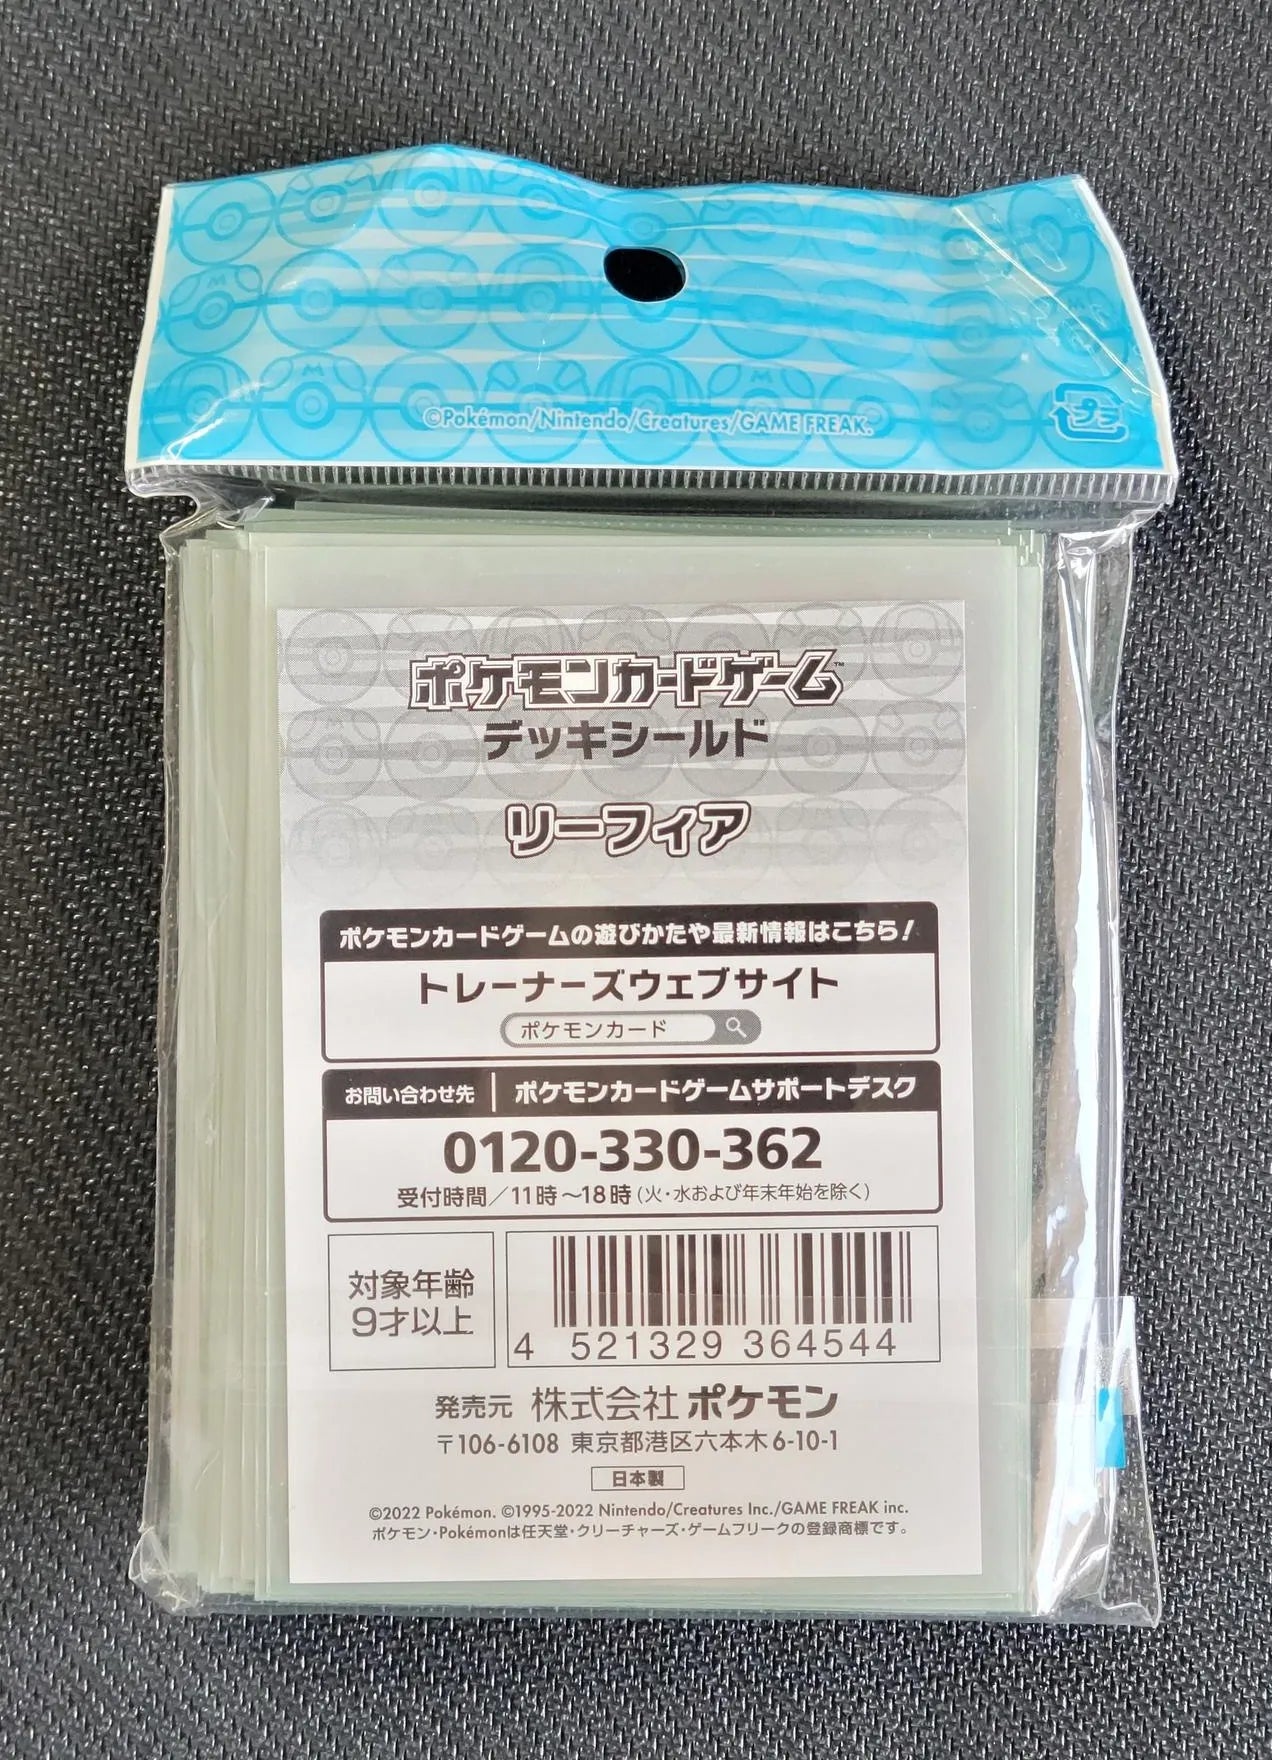 ©Pokémon/Nintendo/Creatures/GAME FREAK.
プラ
ポケモンカードゲーム™
デッキシールド
リーフィア
ポケモンカードゲームの遊びかたや最新情報はこちら!
トレーナーズウェブサイト
ポケモンカード
お問い合わせ先 ポケモンカードゲームサポートデスク
0120-330-362
受付時間/11時〜18時(火・水および年末年始を除く)
対象年齢
9才以上
4 521329 364544
発売元 株式会社ポケモン
〒106-6108 東京都港区六本木6-10-1
日本製
©2022 Pokémon. ©1995-2022 Nintendo/Creatures Inc./GAME FREAK inc.
ポケモン・Pokémonは任天堂・クリーチャーズ・ゲームフリークの登録商標です。